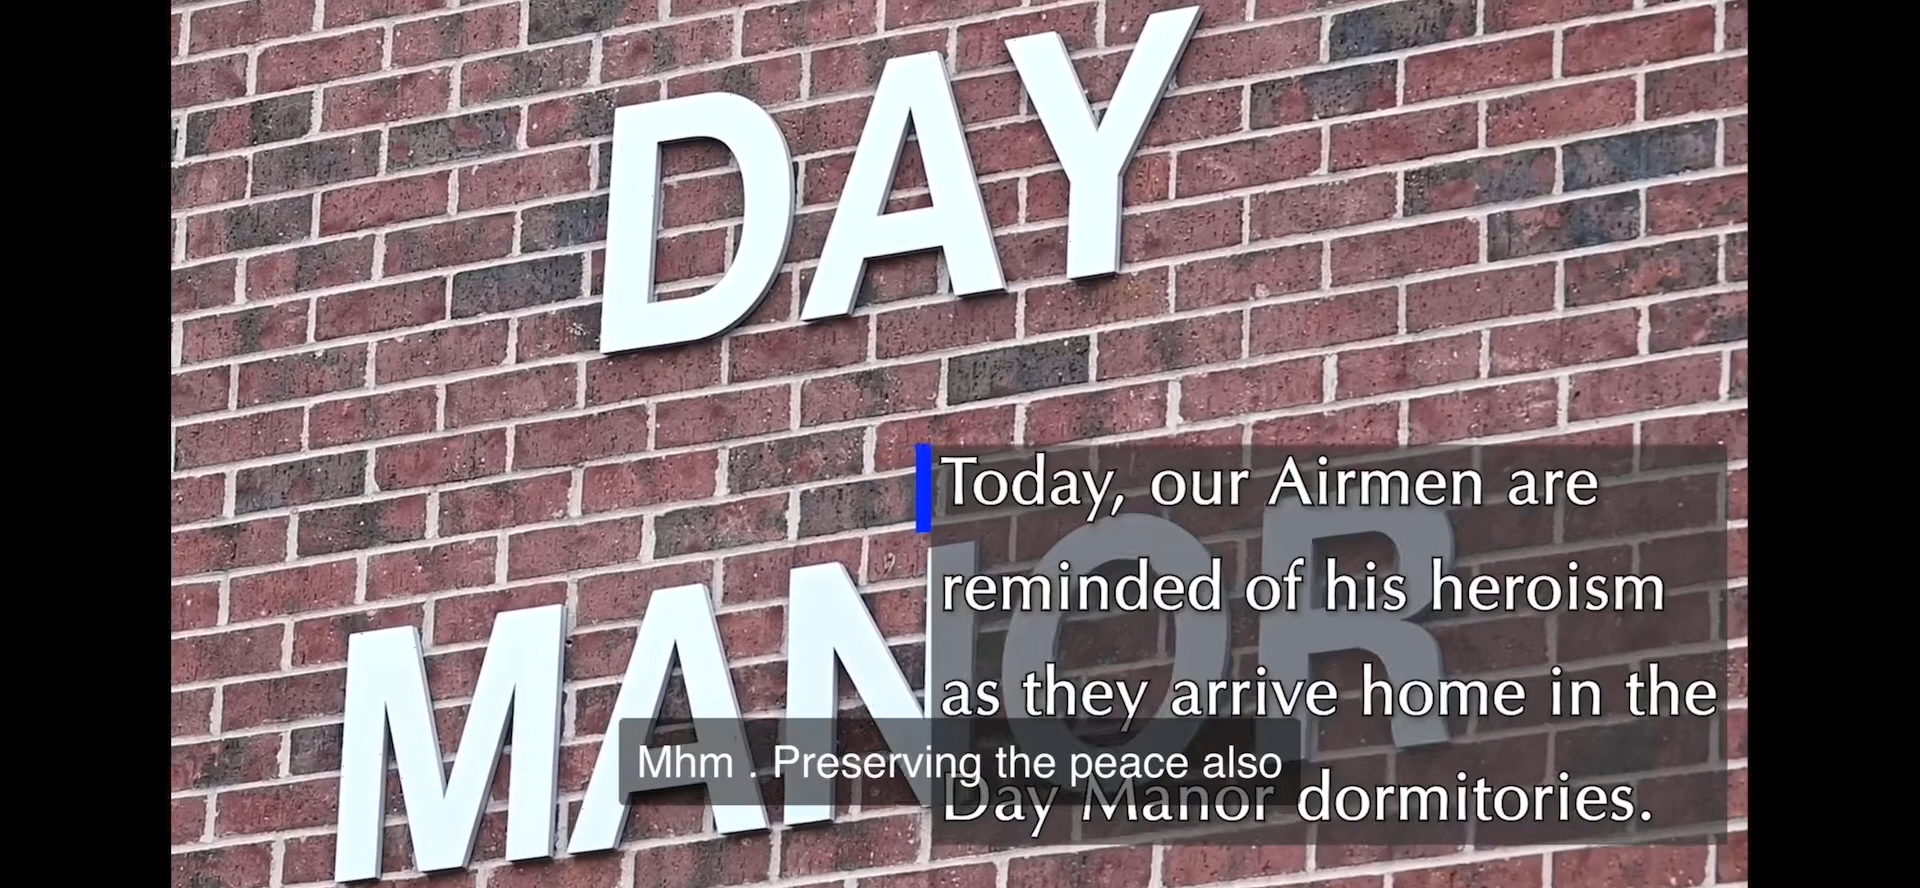 DAY
MANOR
Today, our Airmen are
reminded of his heroism
as they arrive home in the
Day Manor dormitories.
Mhm . Preserving the peace also